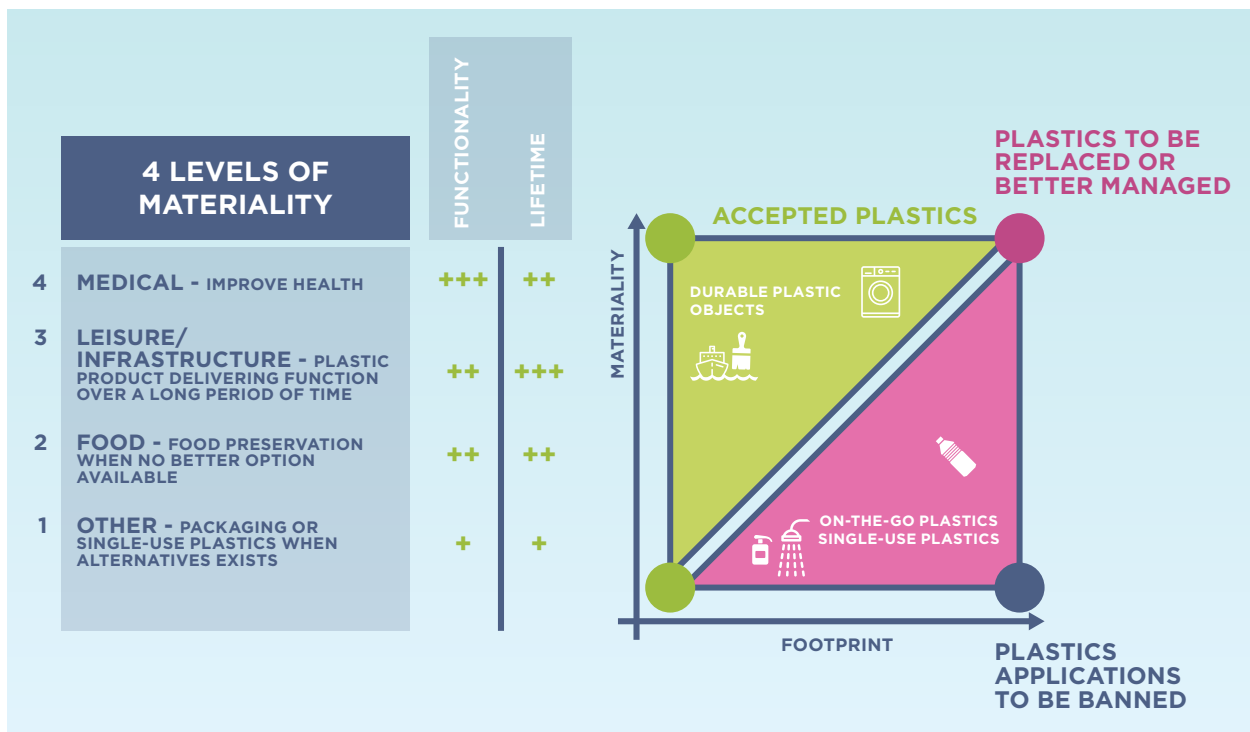 4 LEVELS OF
MATERIALITY
FUNCTIONALITY
LIFETIME
4 MEDICAL - IMPROVE HEALTH +++ ++
3 LEISURE/
INFRASTRUCTURE - PLASTIC
PRODUCT DELIVERING FUNCTION
OVER A LONG PERIOD OF TIME
++ +++
2 FOOD - FOOD PRESERVATION
WHEN NO BETTER OPTION
AVAILABLE
++ ++
1 OTHER - PACKAGING OR
SINGLE-USE PLASTICS WHEN
ALTERNATIVES EXISTS
+ +
PLASTICS TO BE
REPLACED OR
BETTER MANAGED
ACCEPTED PLASTICS
MATERIALITY
DURABLE PLASTIC
OBJECTS
ON-THE-GO PLASTICS
SINGLE-USE PLASTICS
FOOTPRINT
PLASTICS
APPLICATIONS
TO BE BANNED